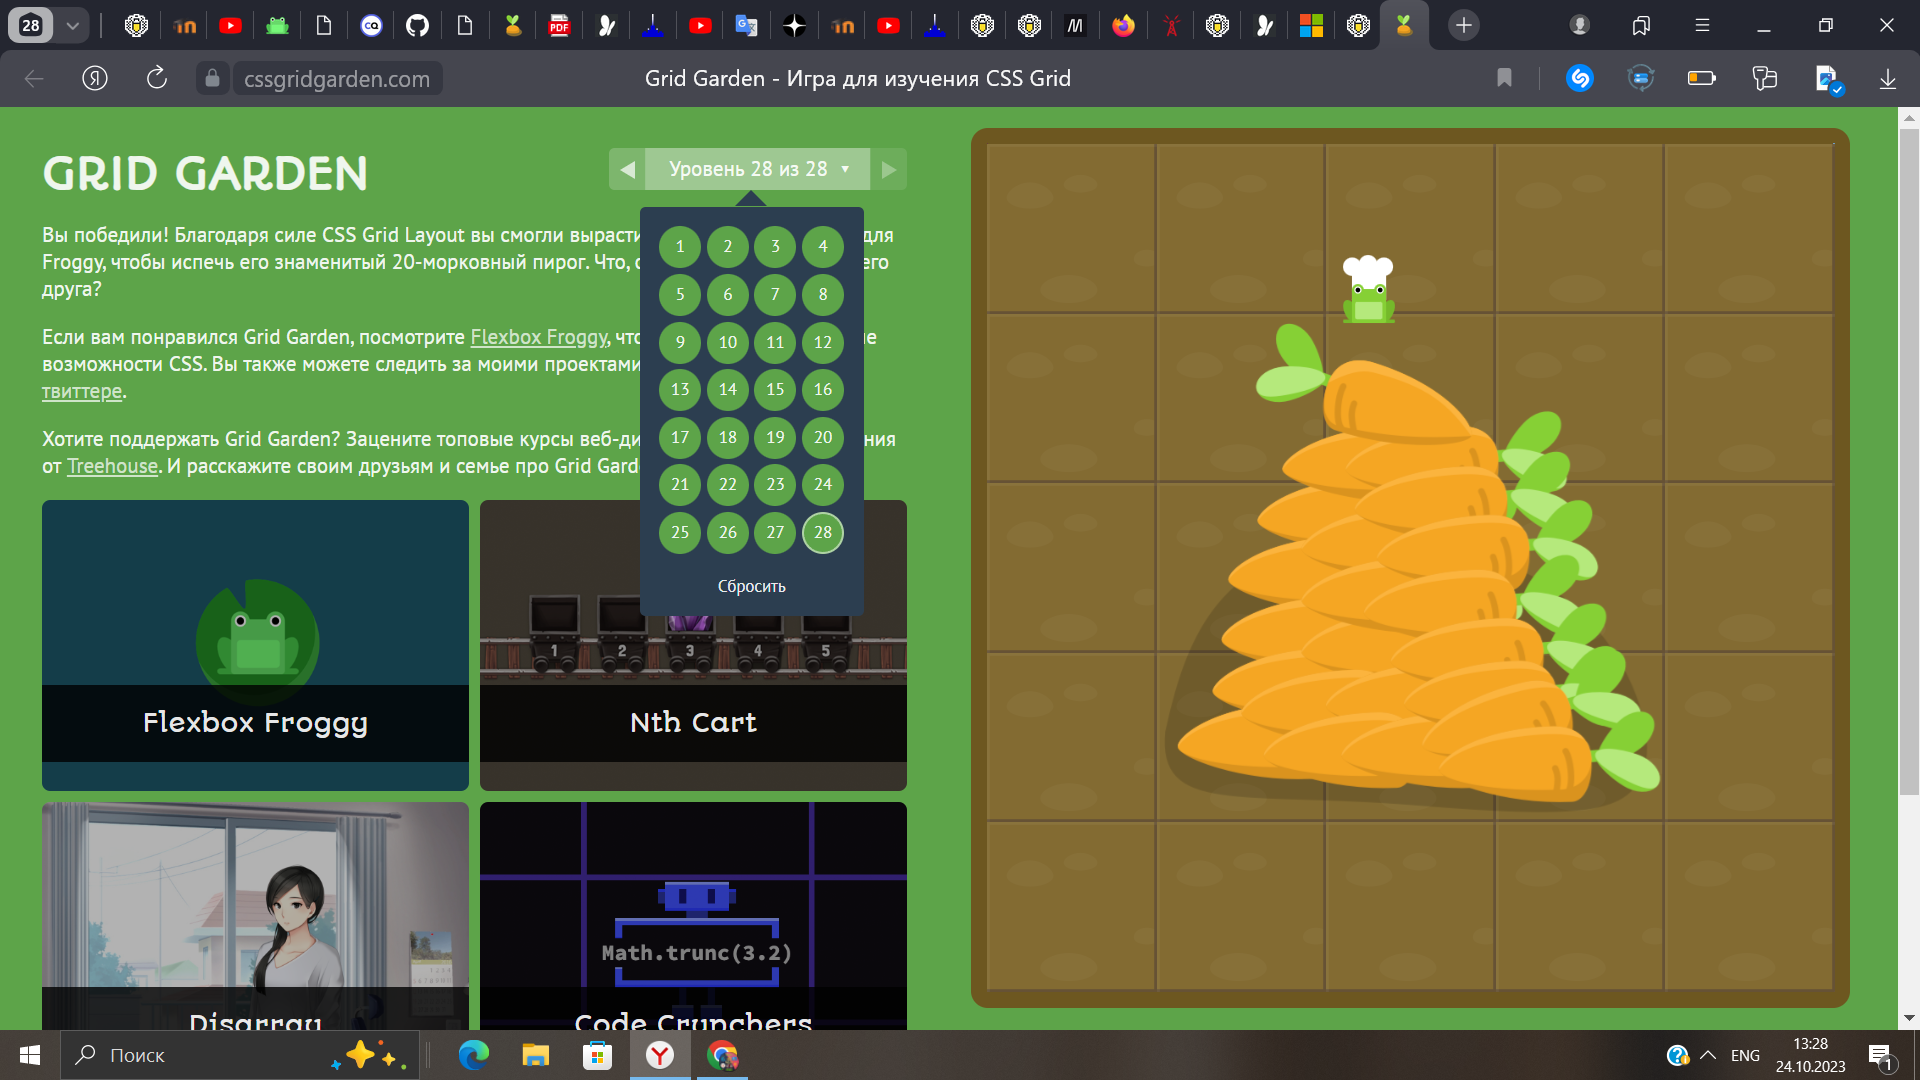 28
cssgridgarden.com
Grid Garden - Игра для изучения CSS Grid
GRID GARDEN
Уровень 28 из 28
Вы победили! Благодаря силе CSS Grid Layout вы смогли вырасти для
Froggy, чтобы испечь его знаменитый 20-морковный пирог. Что, его
друга?
Если вам понравился Grid Garden, посмотрите Flexbox Froggy, что е
возможности CSS. Вы также можете следить за моими проектами
твиттере.
Хотите поддержать Grid Garden? Зацените топовые курсы веб-ди ния
от Treehouse. И расскажите своим друзьям и семье про Grid Gard
1 2 3 4
5 6 7 8
9 10 11 12
13 14 15 16
17 18 19 20
21 22 23 24
25 26 27 28
Сбросить
1 2 3 4 5
Flexbox Froggy
Nth Cart
Math.trunc(3.2)
Disarray
Code Crunchers
Поиск
ENG
13:28
24.10.2023
1